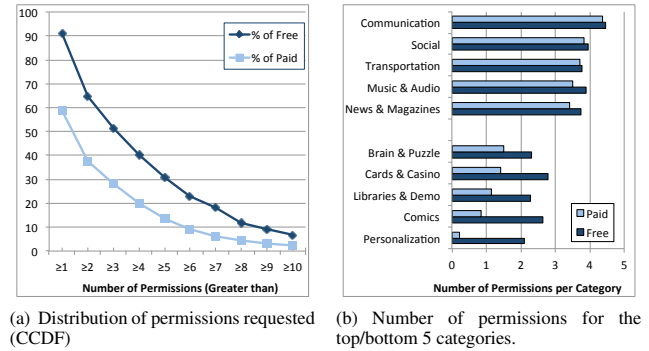 100
90
80
70
60
50
40
30
20
10
0
% of Free
% of Paid
≥1 ≥2 ≥3 ≥4 ≥5 ≥6 ≥7 ≥8 ≥9 ≥10
Number of Permissions (Greater than)
(a) Distribution of permissions requested
(CCDF)
Communication
Social
Transportation
Music & Audio
News & Magazines
Brain & Puzzle
Cards & Casino
Libraries & Demo
Comics
Personalization
Paid
Free
0 1 2 3 4 5
Number of Permissions per Category
(b) Number of permissions for the
top/bottom 5 categories.